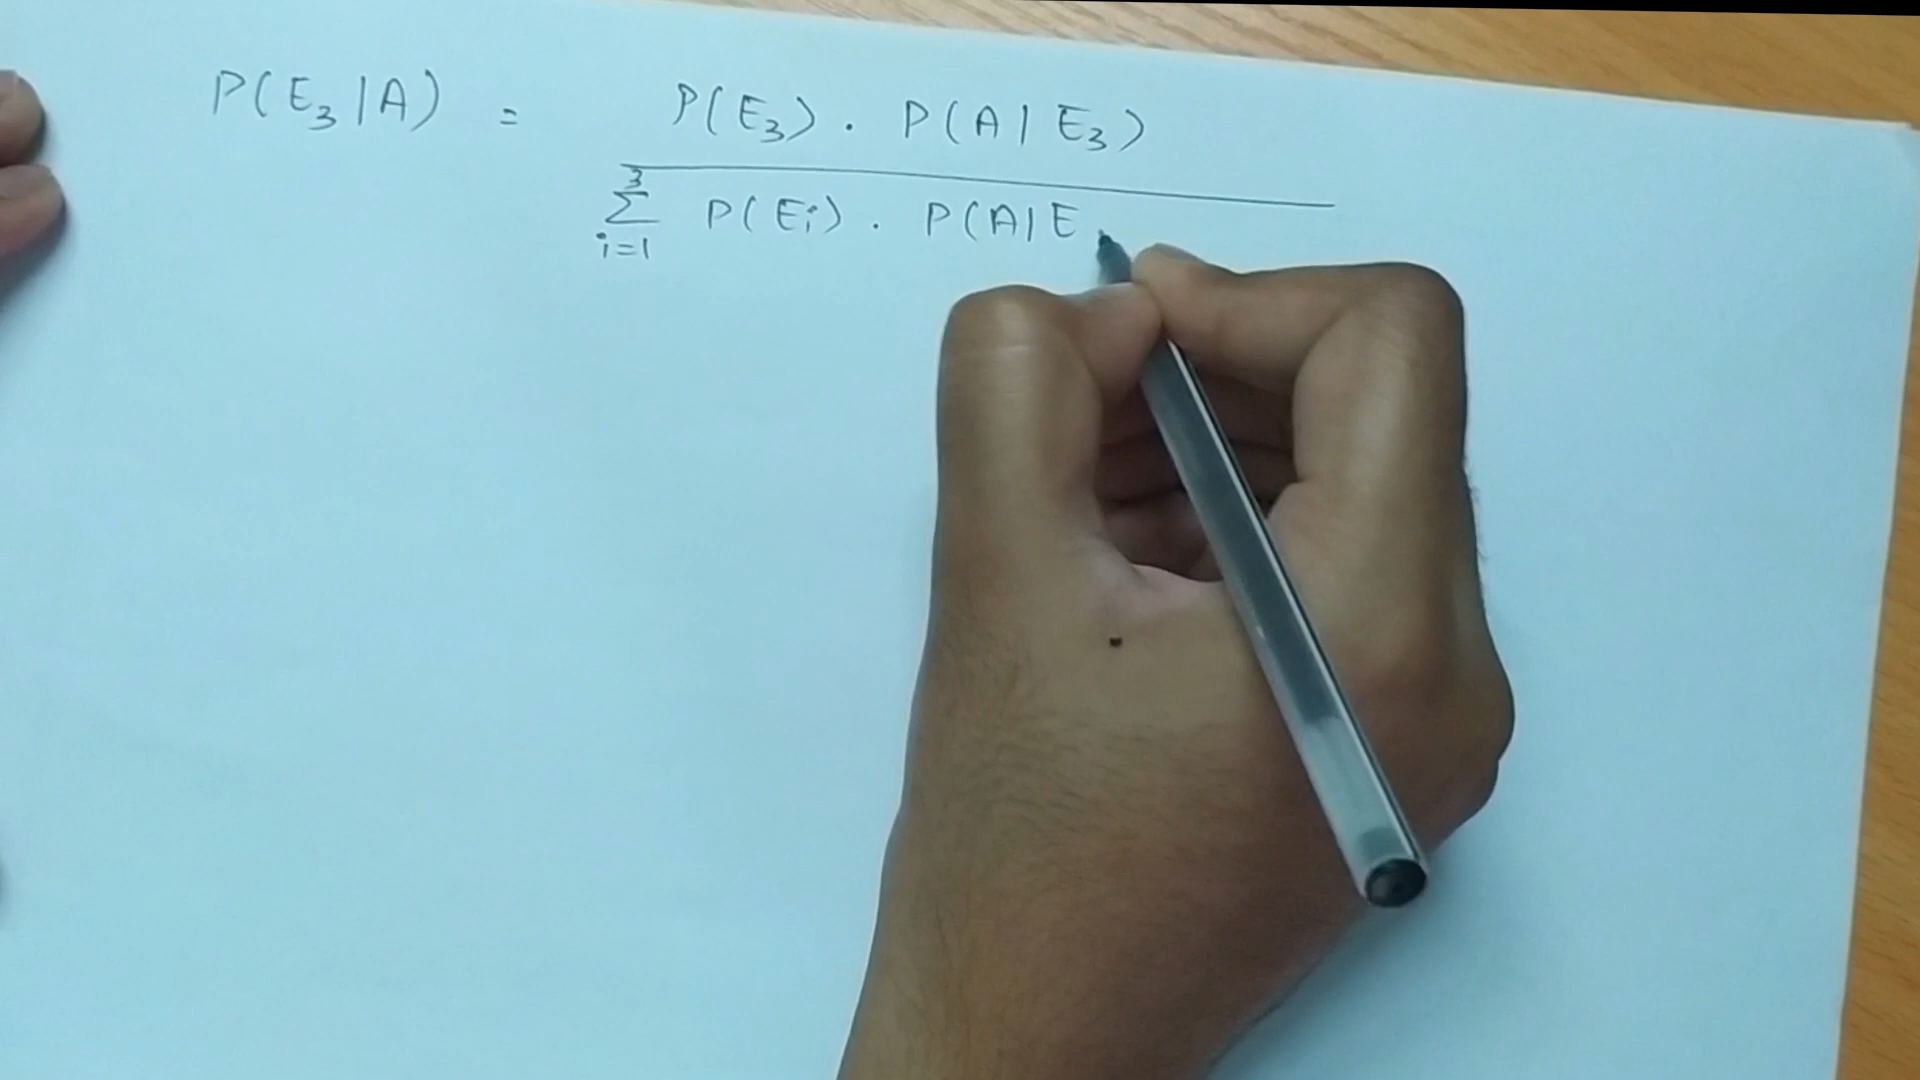 P(E₃|A) = P(E₃) . P(A|E₃)
3
∑ P(Eᵢ) . P(A|E
i=1